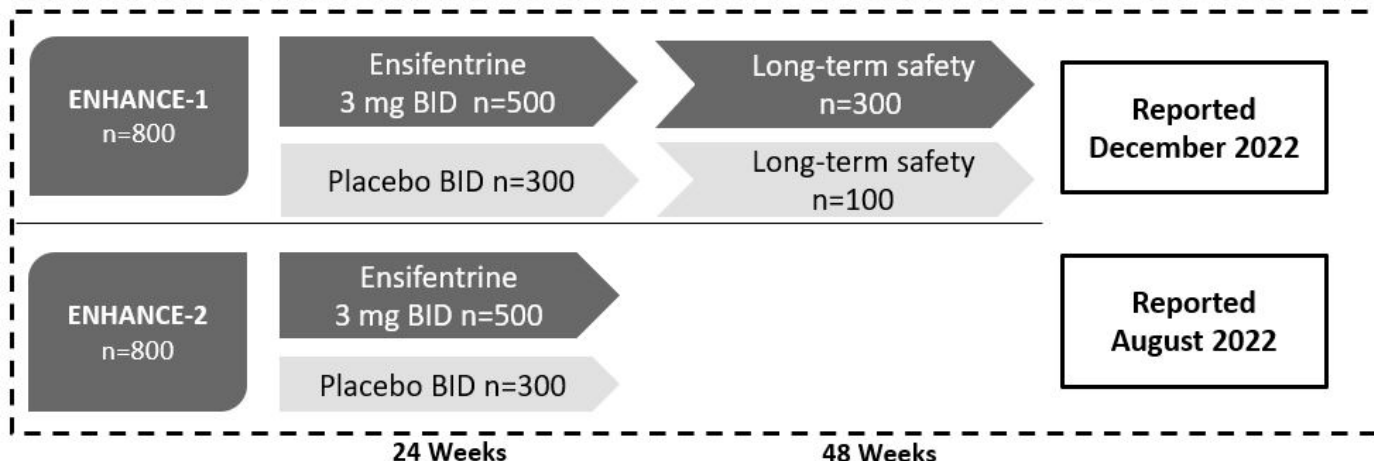 ENHANCE-1
n=800
Ensifentrine
3 mg BID  n=500
Long-term safety
n=300
Placebo BID n=300
Long-term safety
n=100
Reported
December 2022
ENHANCE-2
n=800
Ensifentrine
3 mg BID n=500
Placebo BID n=300
Reported
August 2022
24 Weeks
48 Weeks